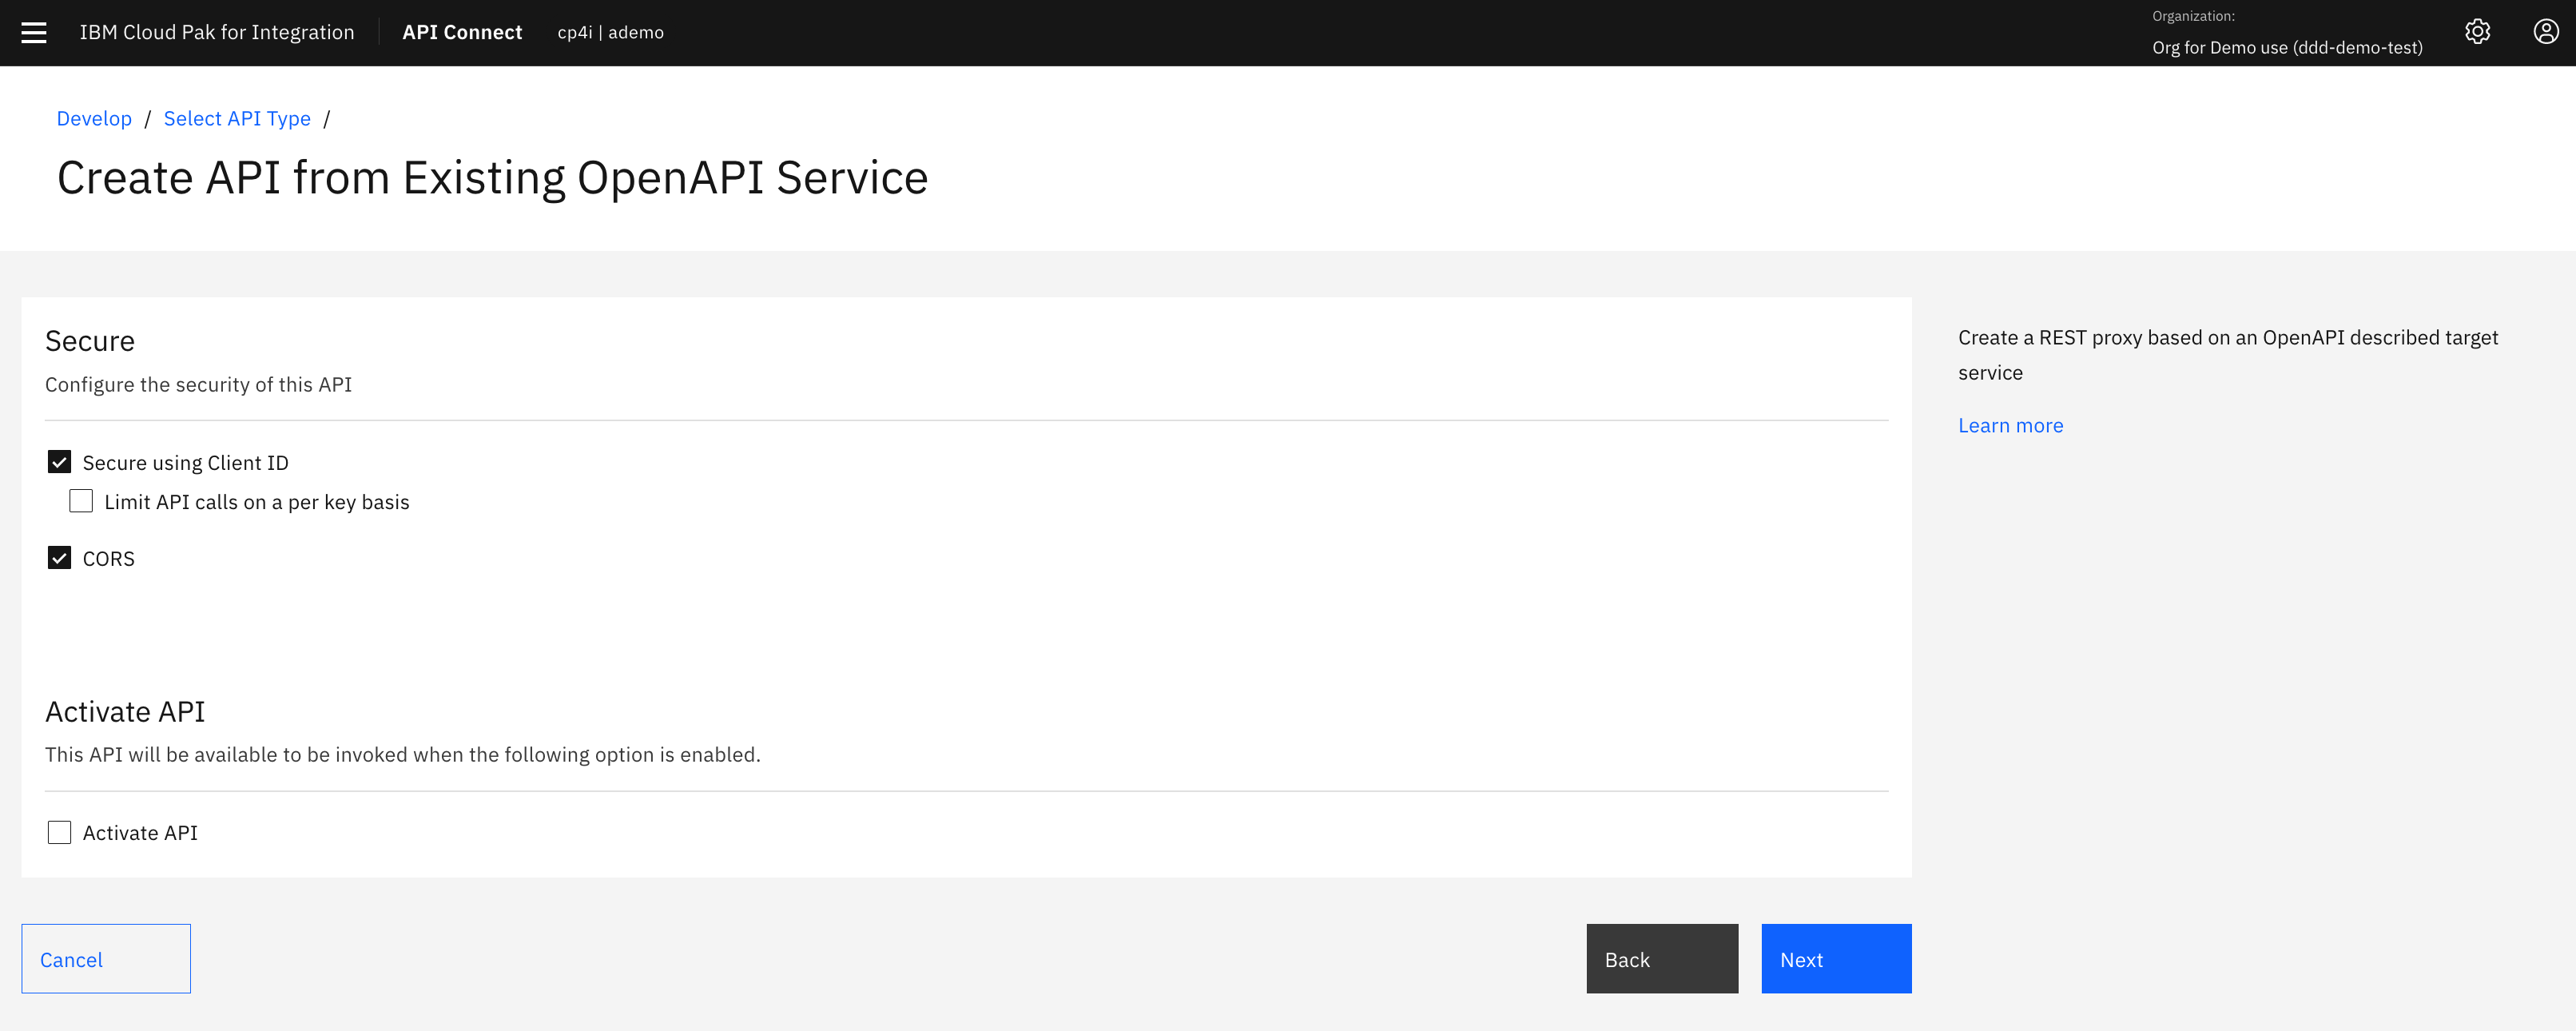 IBM Cloud Pak for Integration API Connect cp4i | ademo
Organization:
Org for Demo use (ddd-demo-test)
Develop / Select API Type /
Create API from Existing OpenAPI Service
Secure
Configure the security of this API
Secure using Client ID
Limit API calls on a per key basis
CORS
Activate API
This API will be available to be invoked when the following option is enabled.
Activate API
Create a REST proxy based on an OpenAPI described target
service
Learn more
Cancel
Back
Next